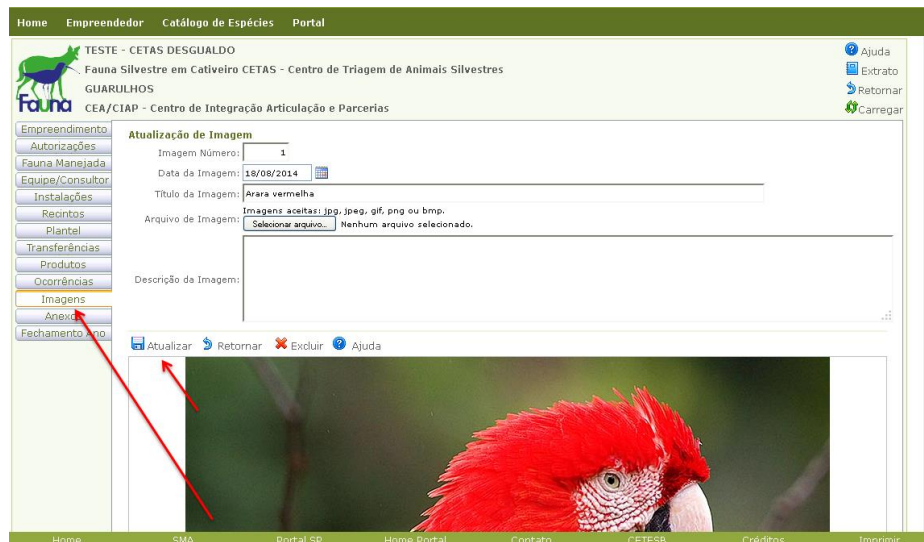 Home Empreendedor Catálogo de Espécies Portal
TESTE - CETAS DESGUALDO
Fauna Silvestre em Cativeiro CETAS - Centro de Triagem de Animais Silvestres
GUARULHOS
CEA/CIAP - Centro de Integração Articulação e Parcerias
Fauna
Ajuda
Extrato
Retornar
Carregar
Empreendimento
Autorizações
Fauna Manejada
Equipe/Consultor
Instalações
Recintos
Plantel
Transferências
Produtos
Ocorrências
Imagens
Anexos
Fechamento Ano
Atualização de Imagem
Imagem Número: 1
Data da Imagem: 18/08/2014
Título da Imagem: Arara vermelha
Imagens aceitas: jpg, jpeg, gif, png ou bmp.
Arquivo de Imagem: Selecionar arquivo... Nenhum arquivo selecionado.
Descrição da Imagem:
Atualizar Retornar Excluir Ajuda
Home SMA Portal SP Home Portal Contato CETESB Créditos Imprimir